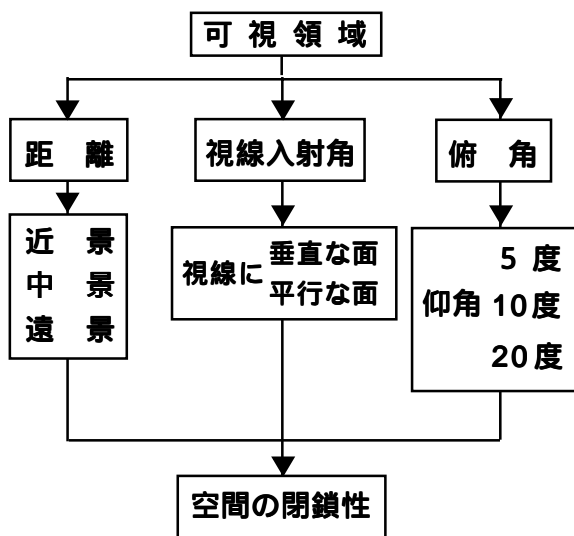 可視領域
距離
視線入射角
俯角
近景
中景
遠景
視線に
垂直な面
平行な面
仰角
5度
10度
20度
空間の閉鎖性